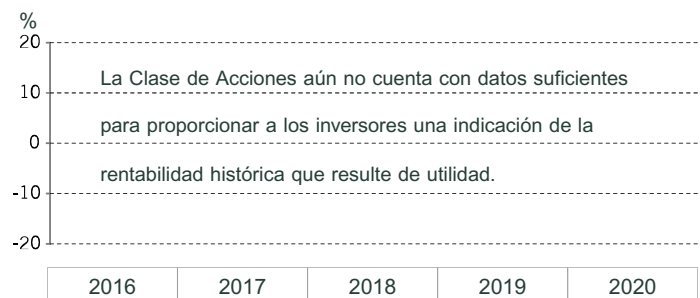 %
20
La Clase de Acciones aún no cuenta con datos suficientes
10
para proporcionar a los inversores una indicación de la
0
rentabilidad histórica que resulte de utilidad.
-10
-20
2016 2017 2018 2019 2020